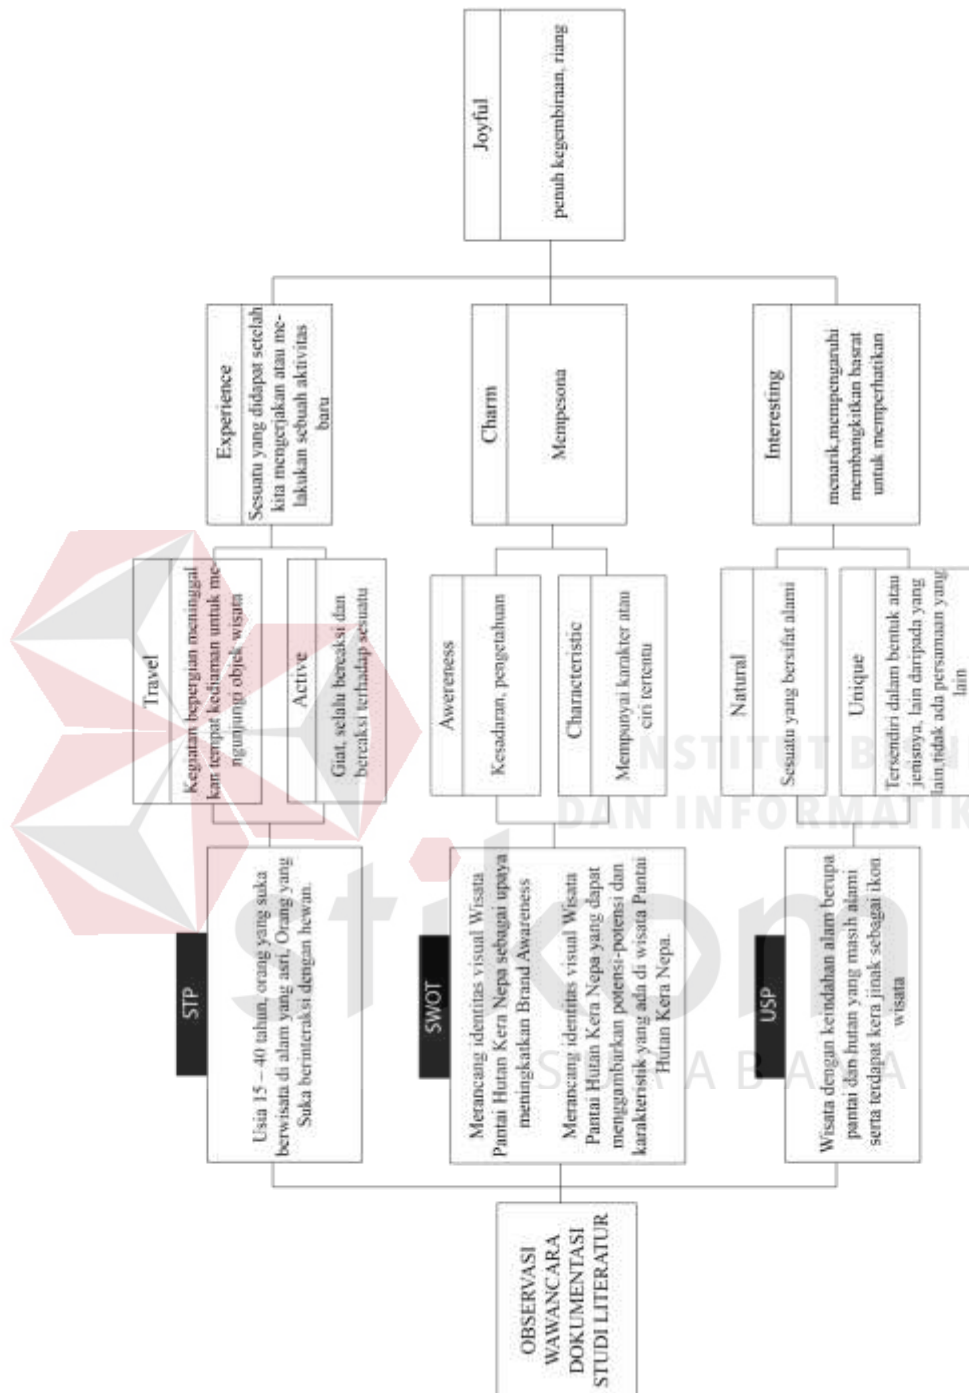 OBSERVASI
WAWANCARA
DOKUMENTASI
STUDI LITERATUR
STP
Usia 15 – 40 tahun, orang yang suka
berwisata di alam yang asri, Orang yang
Suka berinteraksi dengan hewan.
SWOT
Merancang identitas visual Wisata
Pantai Hutan Kera Nepa sebagai upaya
meningkatkan Brand Awareness
Merancang identitas visual Wisata
Pantai Hutan Kera Nepa yang dapat
menggambarkan potensi-potensi dan
karakteristik yang ada di wisata Pantai
Hutan Kera Nepa.
USP
Wisata dengan keindahan alam berupa
pantai dan hutan yang masih alami
serta terdapat kera jinak sebagai ikon
wisata
Travel
Kegiatan bepergian meninggal
kan tempat kediaman untuk me-
ngunjungi objek wisata
Active
Giat, selalu bereaksi dan
bereaksi terhadap sesuatu
Awereness
Kesadaran, pengetahuan
Characteristic
Mempunyai karakter atau
ciri tertentu
Natural
Sesuatu yang bersifat alami
Unique
Tersendiri dalam bentuk atau
jenisnya, lain daripada yang
lain,tidak ada persamaan yang
lain
Experience
Sesuatu yang didapat setelah
kita mengerjakan atau me-
lakukan sebuah aktivitas
baru
Charm
Mempesona
Interesting
menarik,mempengaruhi
membangkitkan hasrat
untuk memperhatikan
Joyful
penuh kegembiraan, riang
INSTITUT BISNI
DAN INFORMATIK
stikom
SURABAYA